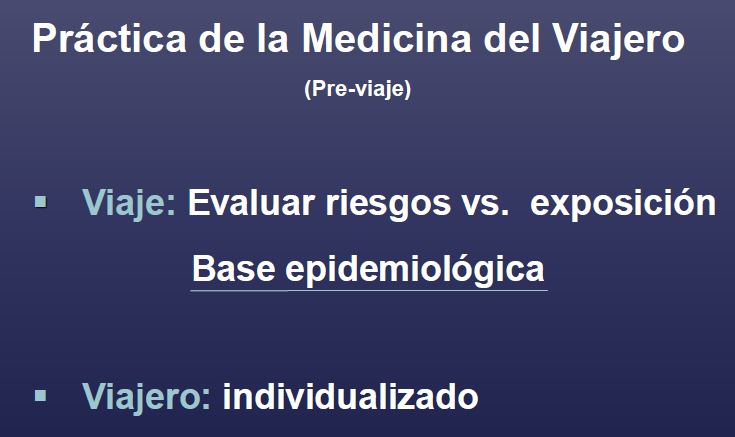 Práctica de la Medicina del Viajero
(Pre-viaje)
▪ Viaje: Evaluar riesgos vs. exposición
Base epidemiológica
▪ Viajero: individualizado